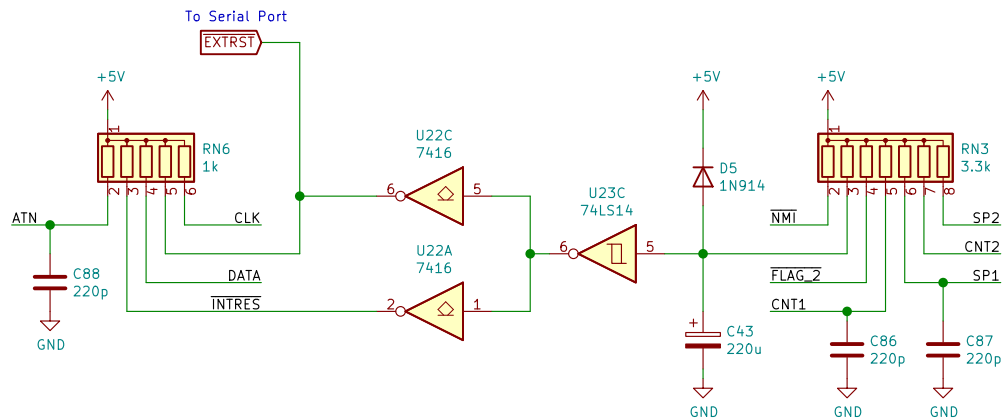 To Serial Port
EXTRST
+5V
1
RN6
1k
2 3 4 5 6
ATN
CLK
C88
220p
GND
DATA
INTRES
U22C
7416
6
5
U22A
7416
2
1
U23C
74LS14
6
5
+5V
D5
1N914
+
C43
220u
GND
+5V
1
RN3
3.3k
2 3 4 5 6 7 8
NMI
SP2
CNT2
FLAG_2
SP1
CNT1
C86
220p
GND
C87
220p
GND